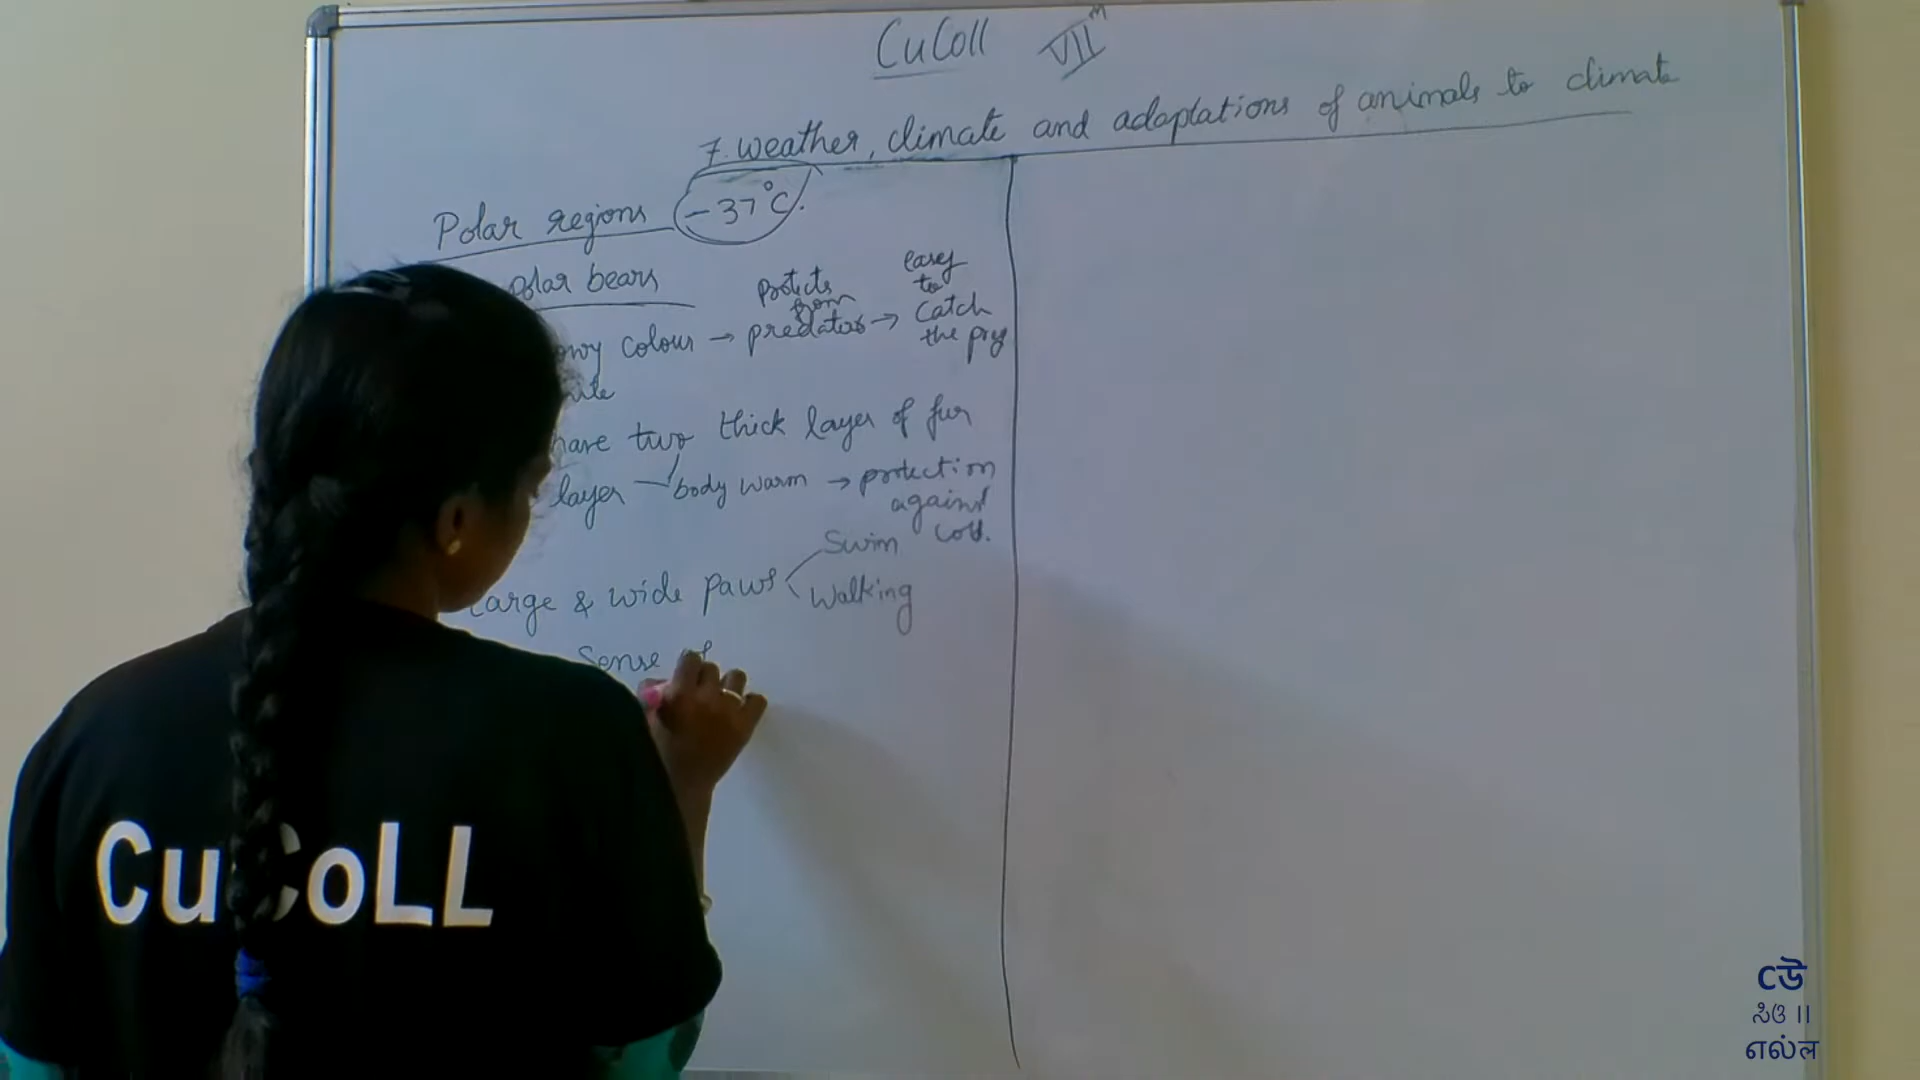 CuColl VII
7. weather, climate and adaptations of animals to climate
Polar regions -37°C.
polar bears
colour → protects from predators → easy to catch the prey
have two thick layer of fur
layer body warm → protection against cold.
Large & wide paws Swim
Walking
Sense of
CuCoLL
Cউ
ಸಿಓ ॥
எல்ல